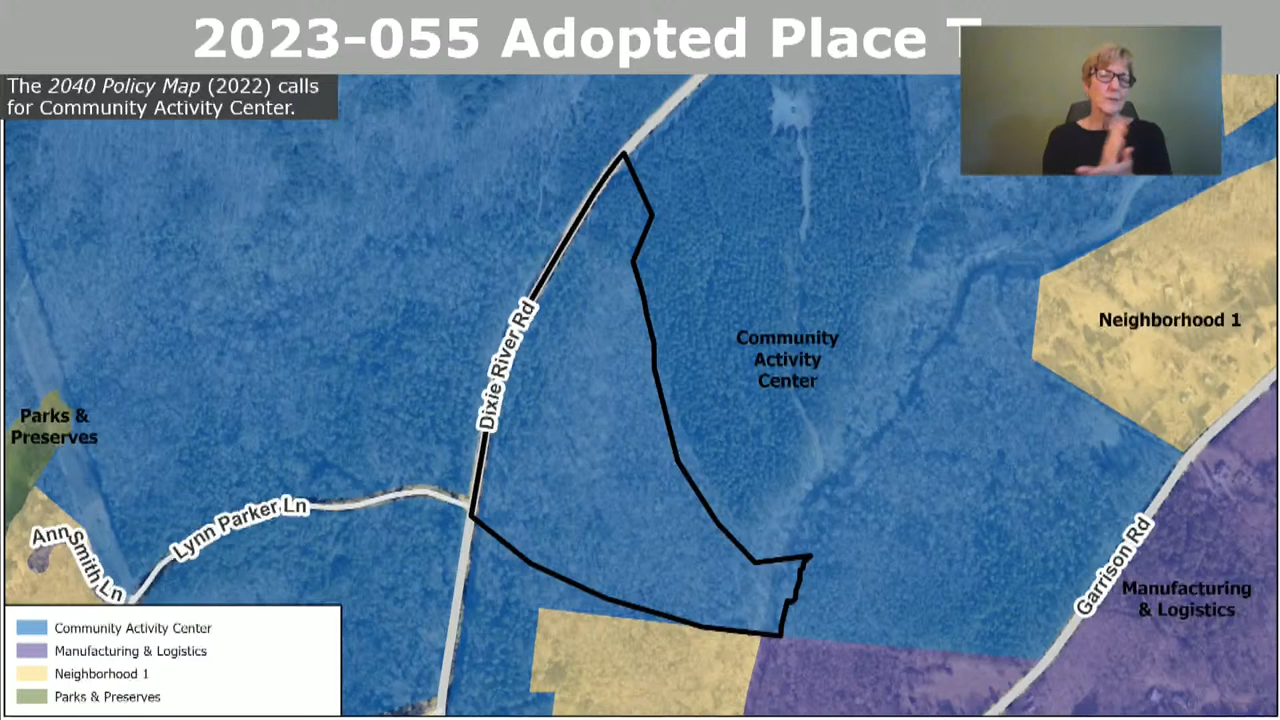 2023-055 Adopted Place
The 2040 Policy Map (2022) calls
for Community Activity Center.
Neighborhood 1
Community
Activity
Center
Dixie River Rd
Parks &
Preserves
Lynn Parker Ln
Ann Smith Ln
Garrison Rd
Manufacturing
& Logistics
Community Activity Center
Manufacturing & Logistics
Neighborhood 1
Parks & Preserves